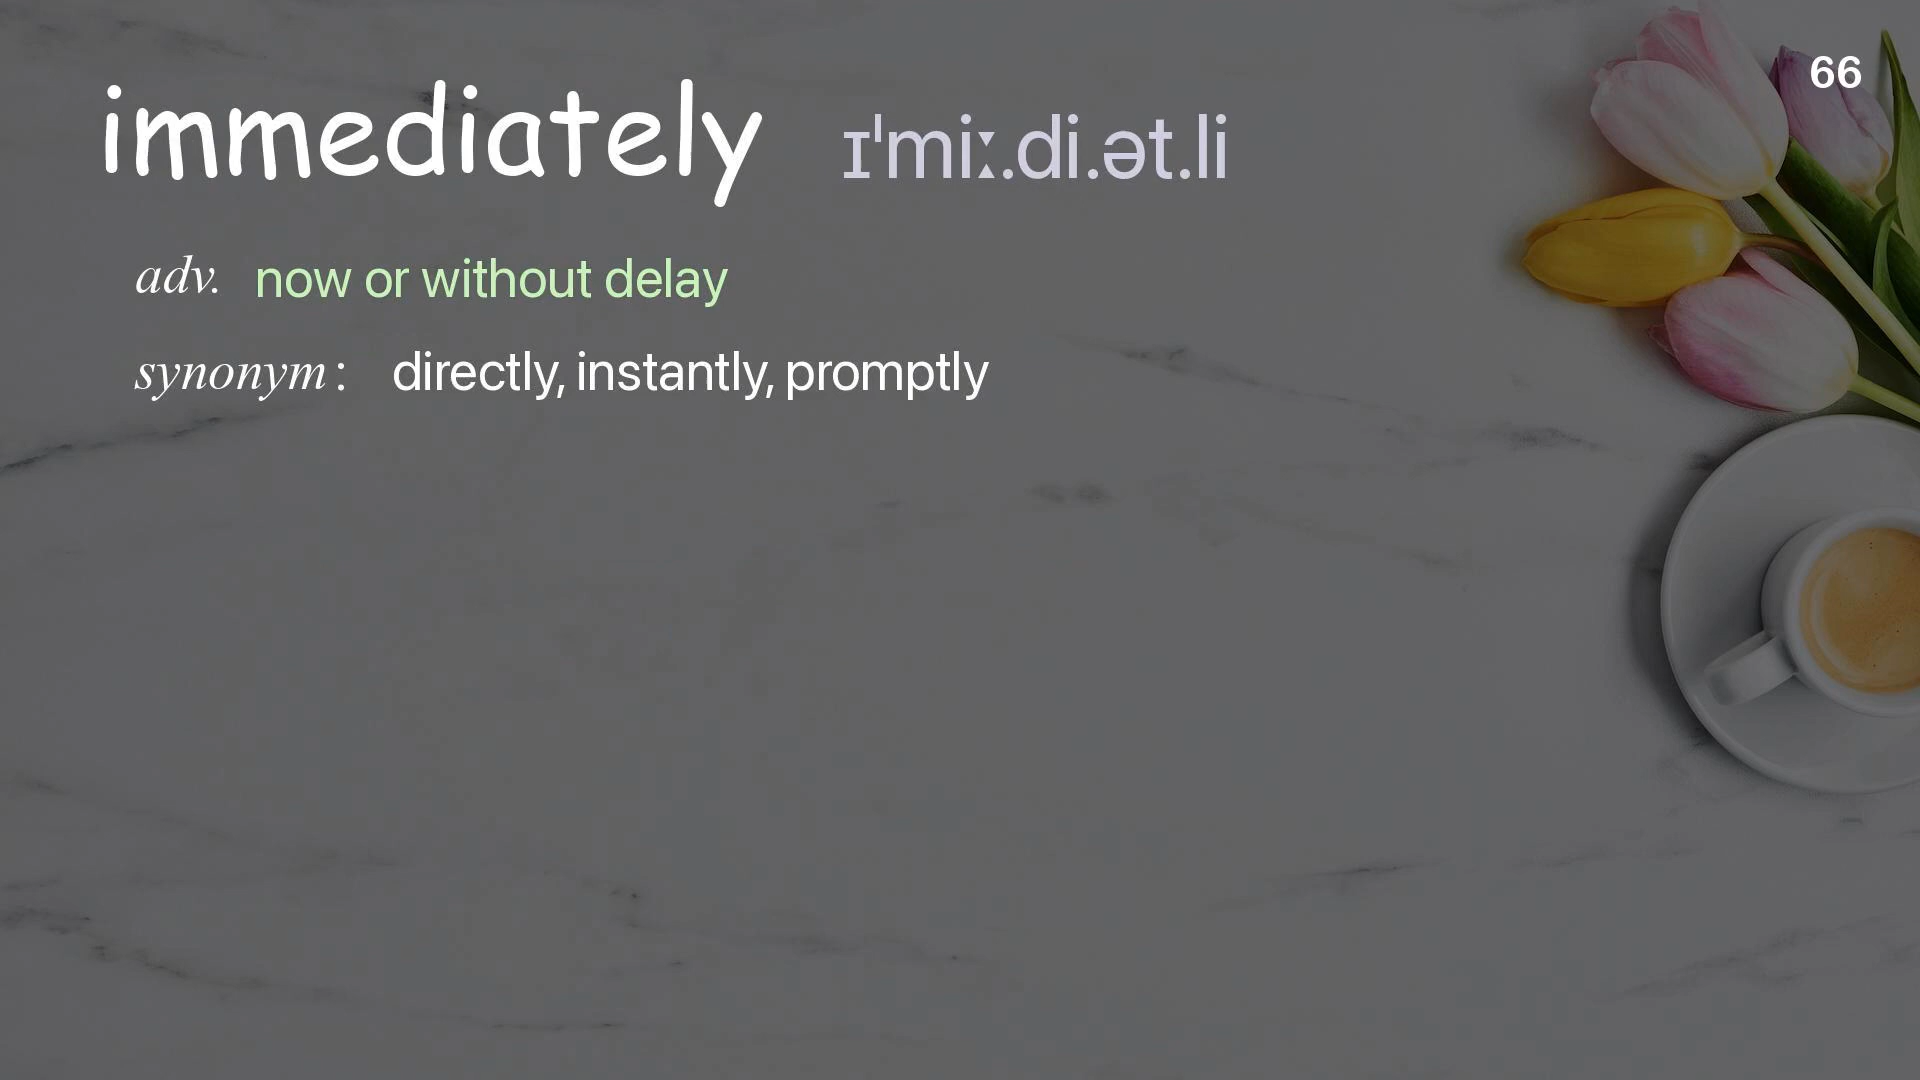 66
immediately ɪˈmiː.di.ət.li
adv. now or without delay
synonym: directly, instantly, promptly